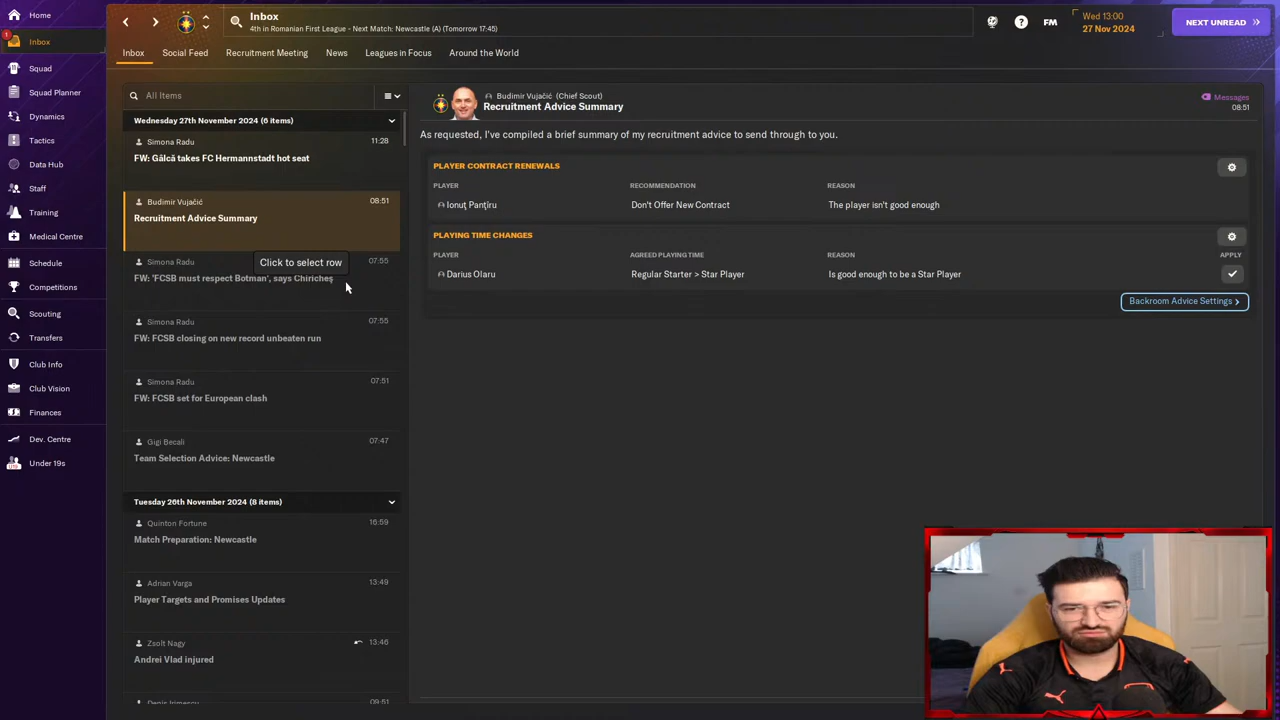 Home
1
Inbox
Squad
Squad Planner
Dynamics
Tactics
Data Hub
Staff
Training
Medical Centre
Schedule
Competitions
Scouting
Transfers
Club Info
Club Vision
Finances
Dev. Centre
Under 19s
Inbox
4th in Romanian First League - Next Match: Newcastle (A) (Tomorrow 17:45)
FM
Wed 13:00
27 Nov 2024
NEXT UNREAD
Inbox
Social Feed
Recruitment Meeting
News
Leagues in Focus
Around the World
All Items
Wednesday 27th November 2024 (6 items)
Simona Radu
11:28
FW: Gâlcă takes FC Hermannstadt hot seat
Budimir Vujačić
08:51
Recruitment Advice Summary
Click to select row
Simona Radu
07:55
FW: 'FCSB must respect Botman', says Chiricheș
Simona Radu
07:55
FW: FCSB closing on new record unbeaten run
Simona Radu
07:51
FW: FCSB set for European clash
Gigi Becali
07:47
Team Selection Advice: Newcastle
Tuesday 26th November 2024 (8 items)
Quinton Fortune
16:59
Match Preparation: Newcastle
Adrian Varga
13:49
Player Targets and Promises Updates
Zsolt Nagy
13:46
Andrei Vlad injured
Denis Irimescu
09:51
Budimir Vujačić (Chief Scout)
Recruitment Advice Summary
Messages
08:51
As requested, I've compiled a brief summary of my recruitment advice to send through to you.
PLAYER CONTRACT RENEWALS
PLAYER RECOMMENDATION REASON
Ionuț Panțîru Don't Offer New Contract The player isn't good enough
PLAYING TIME CHANGES
PLAYER AGREED PLAYING TIME REASON APPLY
Darius Olaru Regular Starter > Star Player Is good enough to be a Star Player
Backroom Advice Settings